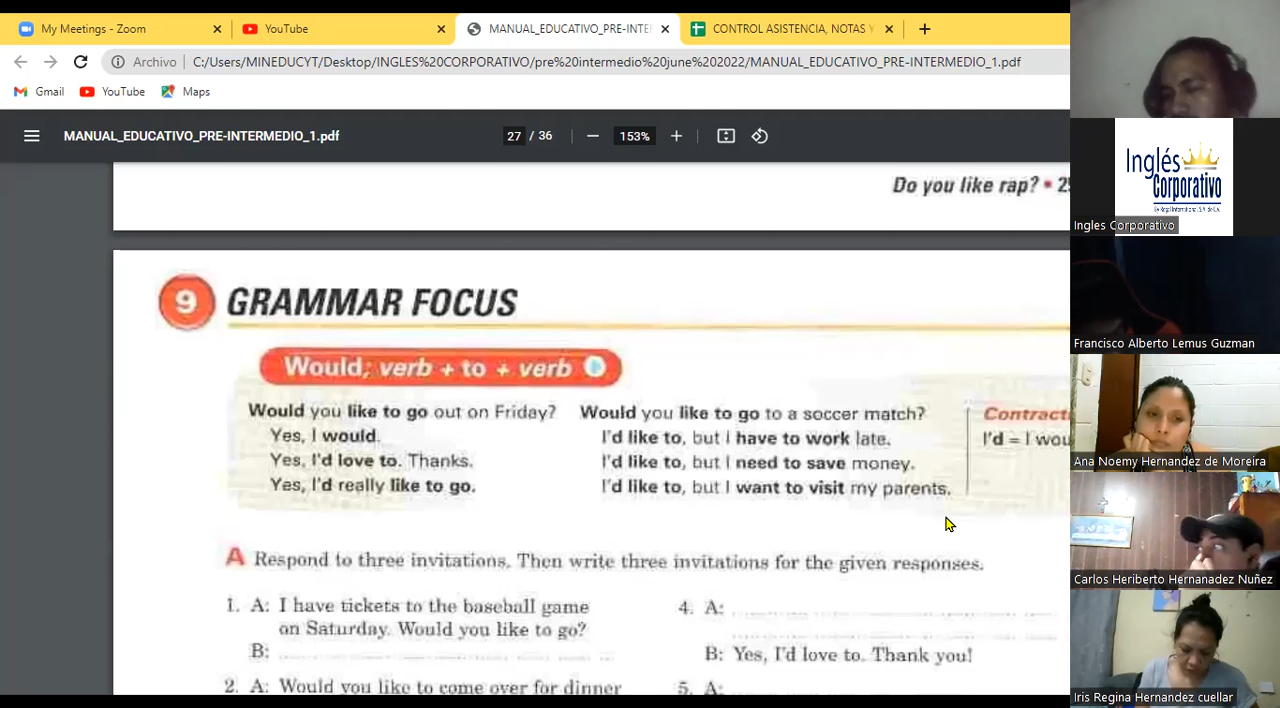 My Meetings - Zoom
YouTube
MANUAL_EDUCATIVO_PRE-INTER
CONTROL ASISTENCIA, NOTAS Y
Archivo
C:/Users/MINEDUCYT/Desktop/INGLES%20CORPORATIVO/pre%20intermedio%20june%202022/MANUAL_EDUCATIVO_PRE-INTERMEDIO_1.pdf
Gmail
YouTube
Maps
MANUAL_EDUCATIVO_PRE-INTERMEDIO_1.pdf
27 / 36
153%
Do you like rap? • 2
9 GRAMMAR FOCUS
Would; verb + to + verb
Would you like to go out on Friday?
Yes, I would.
Yes, I'd love to. Thanks.
Yes, I'd really like to go.
Would you like to go to a soccer match?
I'd like to, but I have to work late.
I'd like to, but I need to save money.
I'd like to, but I want to visit my parents.
Contract
I'd = I wou
A Respond to three invitations. Then write three invitations for the given responses.
1. A: I have tickets to the baseball game
on Saturday. Would you like to go?
B:
2. A: Would you like to come over for dinner
4. A:
B: Yes, I'd love to. Thank you!
5. A:
Inglés
Corporativo
Ingles Corporativo
Francisco Alberto Lemus Guzman
Ana Noemy Hernandez de Moreira
Carlos Heriberto Hernanadez Nuñez
Iris Regina Hernandez cuellar